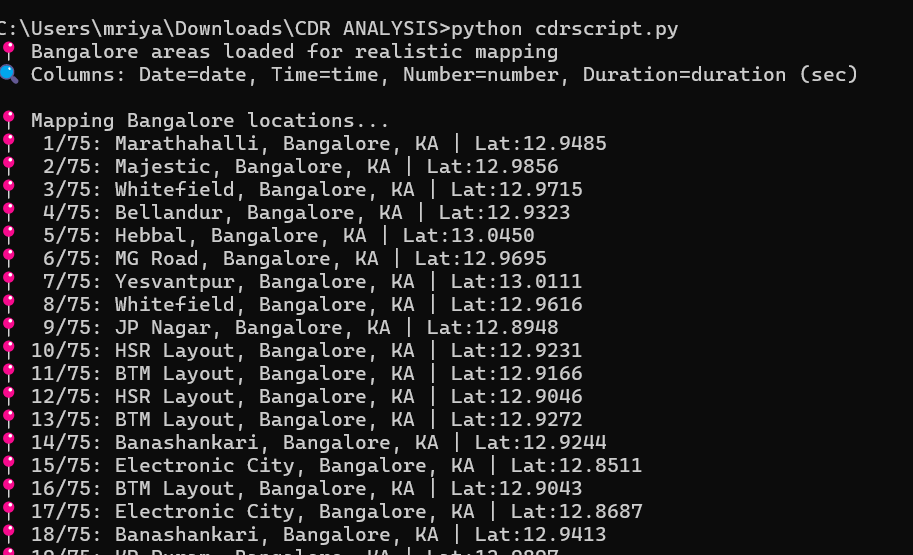 C:\Users\mriya\Downloads\CDR ANALYSIS>python cdrscript.py
📍 Bangalore areas loaded for realistic mapping
🔍 Columns: Date=date, Time=time, Number=number, Duration=duration (sec)
📍 Mapping Bangalore locations...
📍  1/75: Marathahalli, Bangalore, KA | Lat:12.9485
📍  2/75: Majestic, Bangalore, KA | Lat:12.9856
📍  3/75: Whitefield, Bangalore, KA | Lat:12.9715
📍  4/75: Bellandur, Bangalore, KA | Lat:12.9323
📍  5/75: Hebbal, Bangalore, KA | Lat:13.0450
📍  6/75: MG Road, Bangalore, KA | Lat:12.9695
📍  7/75: Yesvantpur, Bangalore, KA | Lat:13.0111
📍  8/75: Whitefield, Bangalore, KA | Lat:12.9616
📍  9/75: JP Nagar, Bangalore, KA | Lat:12.8948
📍 10/75: HSR Layout, Bangalore, KA | Lat:12.9231
📍 11/75: BTM Layout, Bangalore, KA | Lat:12.9166
📍 12/75: HSR Layout, Bangalore, KA | Lat:12.9046
📍 13/75: BTM Layout, Bangalore, KA | Lat:12.9272
📍 14/75: Banashankari, Bangalore, KA | Lat:12.9244
📍 15/75: Electronic City, Bangalore, KA | Lat:12.8511
📍 16/75: BTM Layout, Bangalore, KA | Lat:12.9043
📍 17/75: Electronic City, Bangalore, KA | Lat:12.8687
📍 18/75: Banashankari, Bangalore, KA | Lat:12.9413